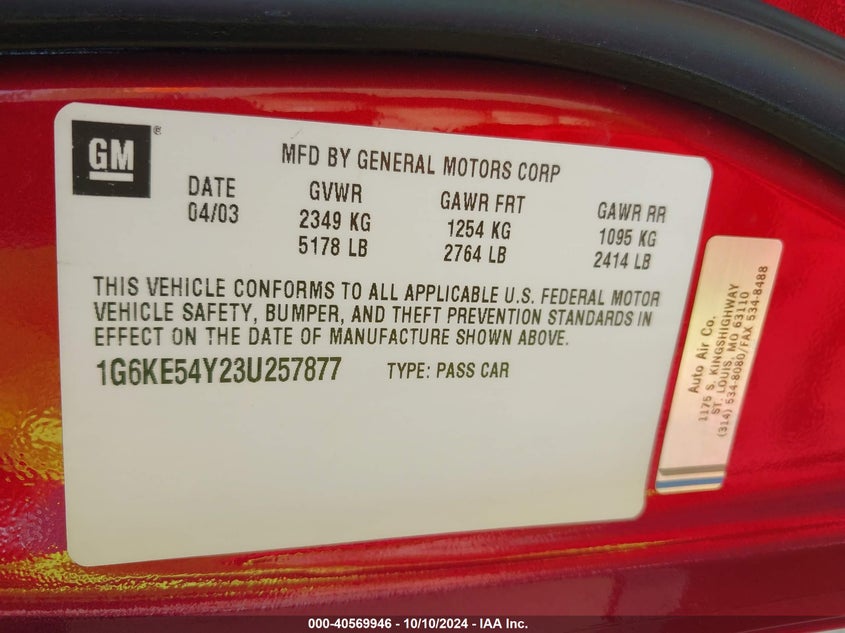 GM ®
MFD BY GENERAL MOTORS CORP
DATE GVWR GAWR FRT GAWR RR
04/03 2349 KG 1254 KG 1095 KG
5178 LB 2764 LB 2414 LB
THIS VEHICLE CONFORMS TO ALL APPLICABLE U.S. FEDERAL MOTOR
VEHICLE SAFETY, BUMPER, AND THEFT PREVENTION STANDARDS IN
EFFECT ON THE DATE OF MANUFACTURE SHOWN ABOVE.
1G6KE54Y23U257877 TYPE: PASS CAR
Auto Air Co.
1175 S. KINGSHIGHWAY
ST. LOUIS, MO 63110
(314) 534-8080/FAX 534-8488
000-40569946 - 10/10/2024 - IAA Inc.